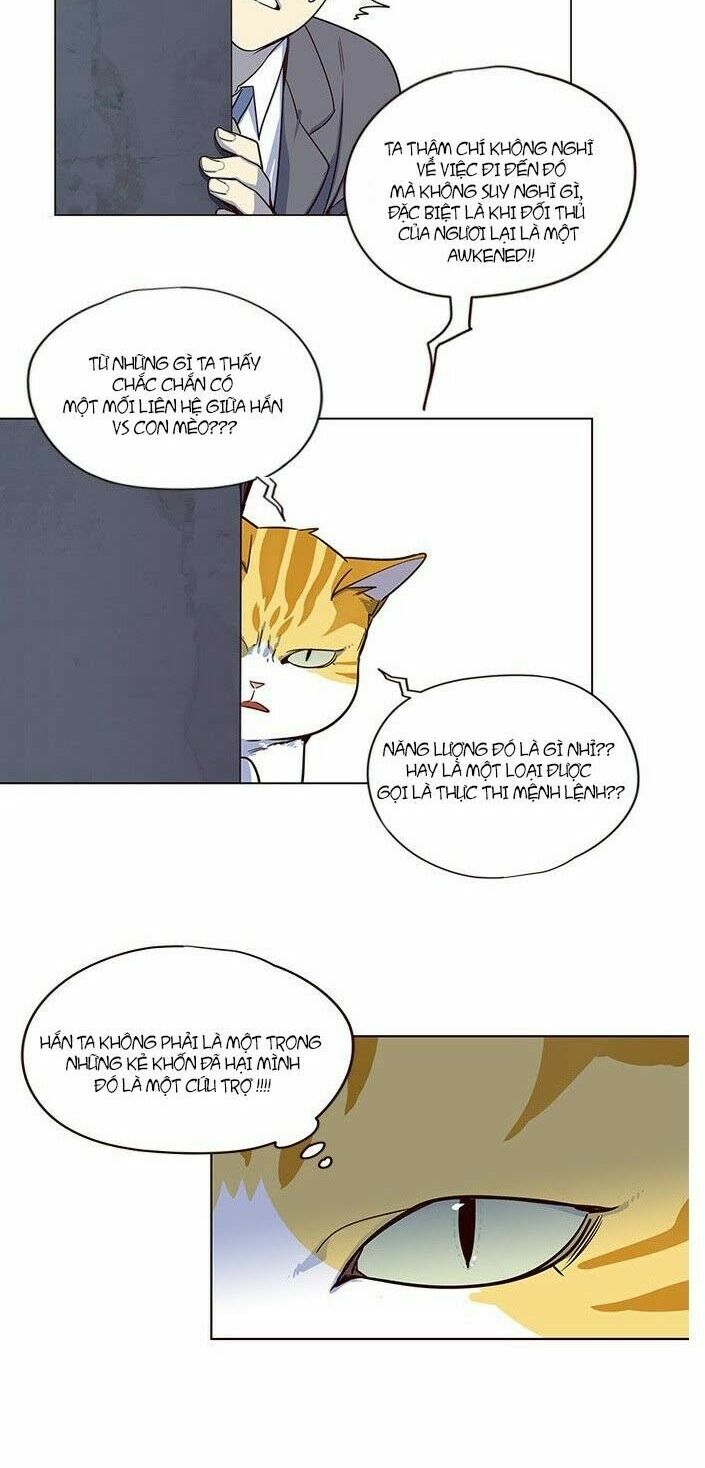 TA THẬM CHÍ KHÔNG NGHĨ
VỀ VIỆC ĐI ĐẾN ĐÓ
MÀ KHÔNG SUY NGHĨ GÌ,
ĐẶC BIỆT LÀ KHI ĐỐI THỦ
CỦA NGƯƠI LẠI LÀ MỘT
AWKENED!!
TỪ NHỮNG GÌ TA THẤY
CHẮC CHẮN CÓ
MỘT MỐI LIÊN HỆ GIỮA HẮN
VS CON MÈO???
NĂNG LƯỢNG ĐÓ LÀ GÌ NHỈ??
HAY LÀ MỘT LOẠI ĐƯỢC
GỌI LÀ THỰC THI MỆNH LỆNH??
HẮN TA KHÔNG PHẢI LÀ MỘT TRONG
NHỮNG KẺ KHỐN ĐÃ HẠI MÌNH
ĐÓ LÀ MỘT CỨU TRỢ !!!!